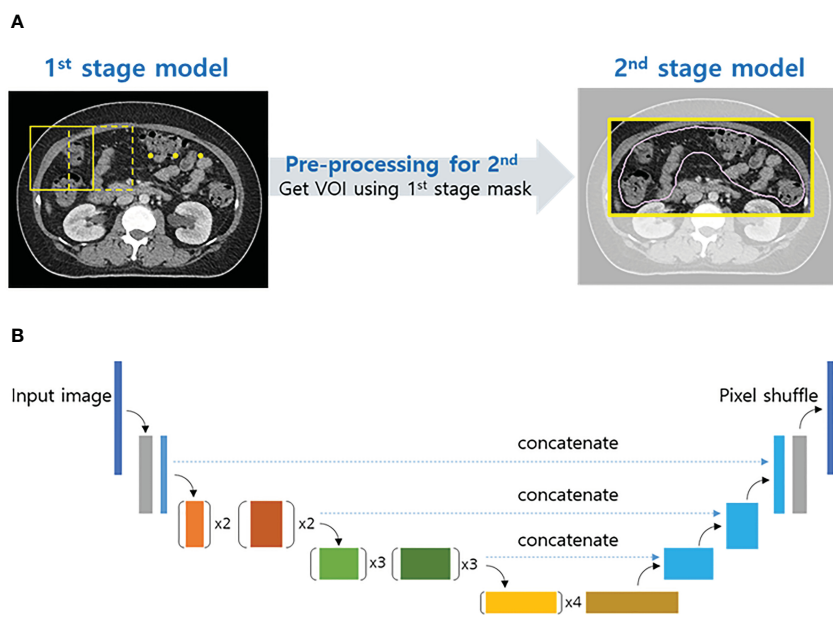 A
1st stage model
2nd stage model
Pre-processing for 2nd
Get VOI using 1st stage mask
B
Input image
Pixel shuffle
concatenate
concatenate
concatenate
x2
x2
x3
x3
x4